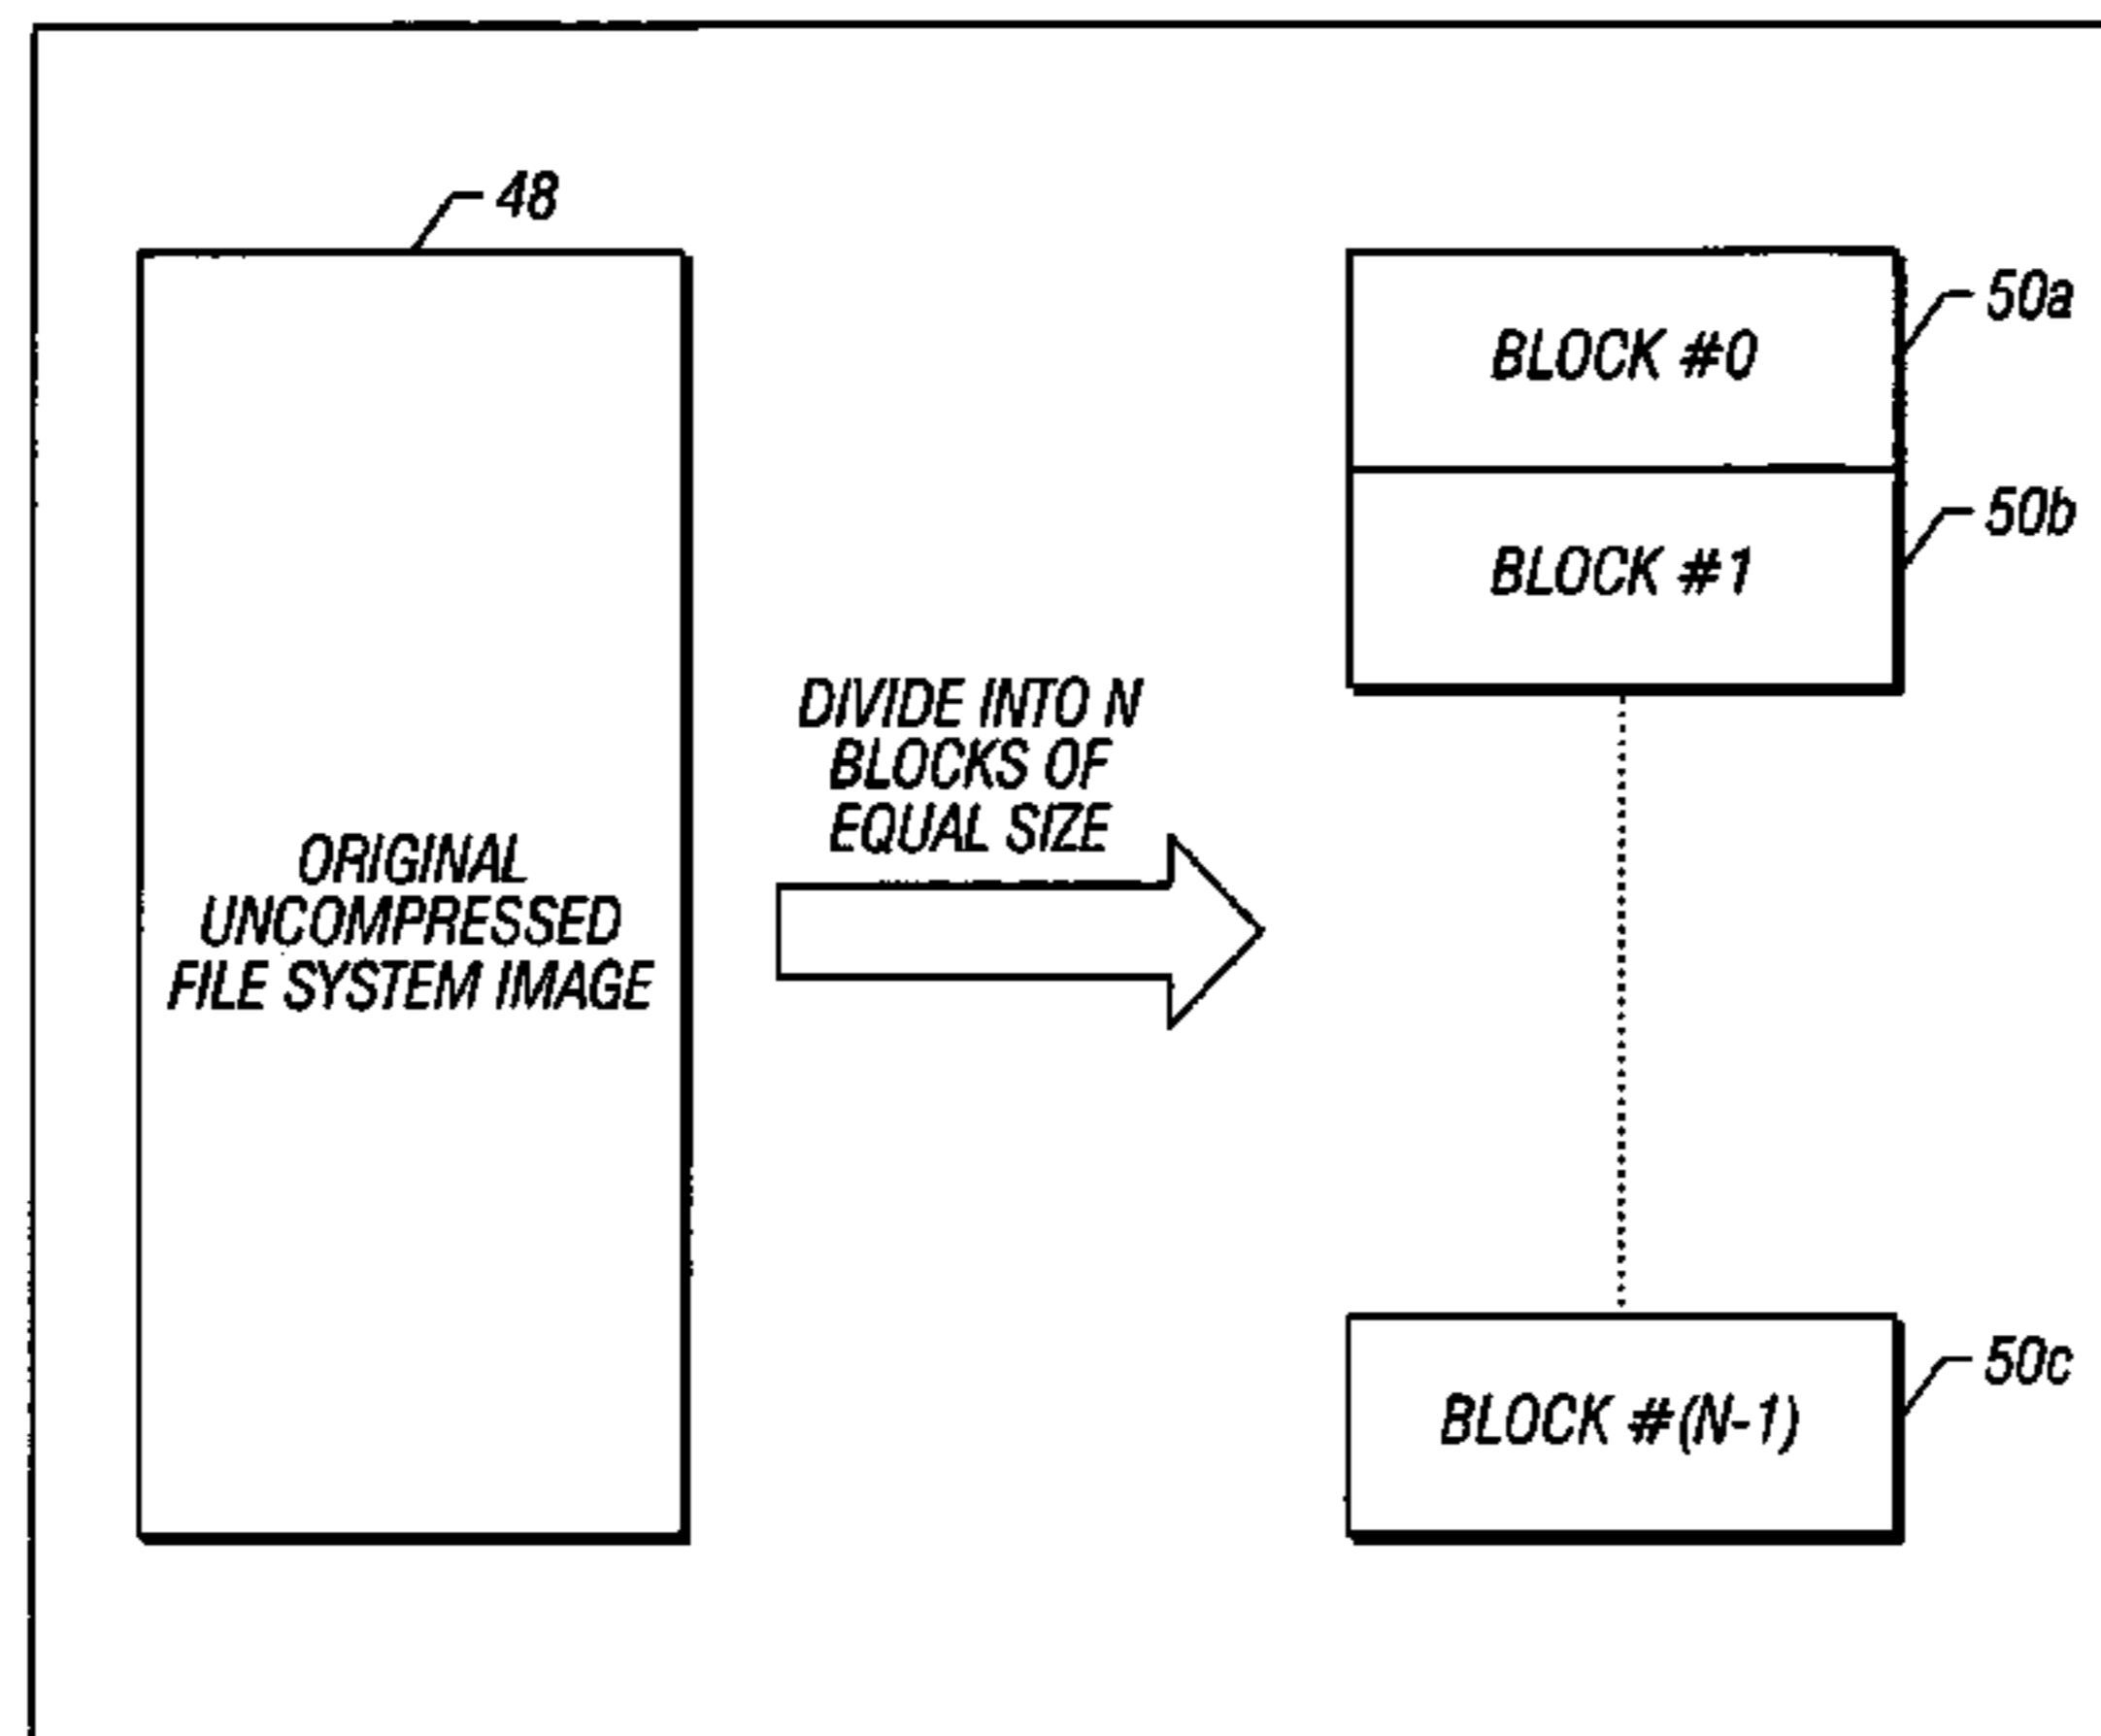 48
ORIGINAL
UNCOMPRESSED
FILE SYSTEM IMAGE
DIVIDE INTO N
BLOCKS OF
EQUAL SIZE
BLOCK #0
50a
BLOCK #1
50b
BLOCK #(N-1)
50c